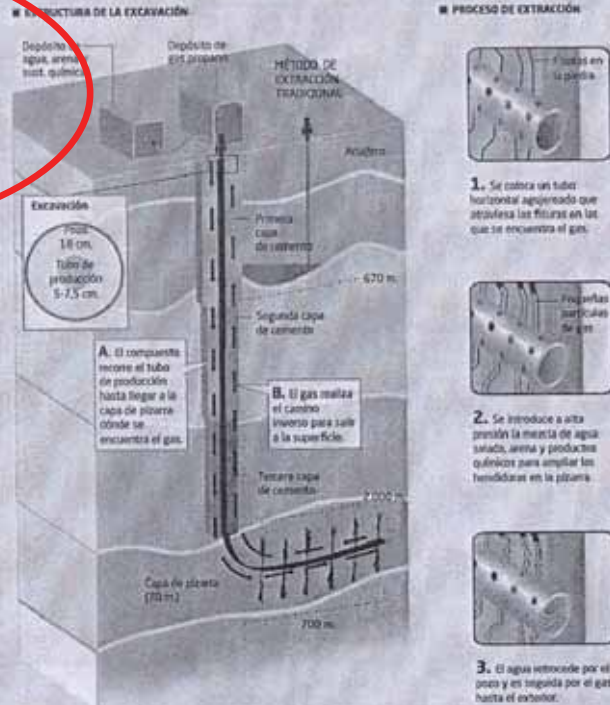 ESTRUCTURA DE LA EXCAVACIÓN
Depósito de
agua, arena y
sust. química
Depósito de
gas propano
MÉTODO DE
EXTRACCIÓN
TRADICIONAL
Acuífero
Excavación
Pozo
18 cm.
Tubo de
producción
5-7,5 cm.
Primera
capa
de cemento
670 m.
Segunda capa
de cemento
A. El compuesto
recorre el tubo
de producción
hasta llegar a la
capa de pizarra
dónde se
encuentra el gas.
B. El gas realiza
el camino
inverso para salir
a la superficie.
Tercera capa
de cemento
2.000 m.
Capa de pizarra
(70 m.)
700 m.
PROCESO DE EXTRACCIÓN
Fisuras en
la piedra
1. Se coloca un tubo
horizontal agujereado que
atraviesa las fisuras en las
que se encuentra el gas.
Pequeñas
partículas
de gas
2. Se introduce a alta
presión la mezcla de agua
salada, arena y productos
químicos para ampliar las
hendiduras en la pizarra
3. El agua retrocede por el
pozo y es seguida por el gas
hasta el exterior.